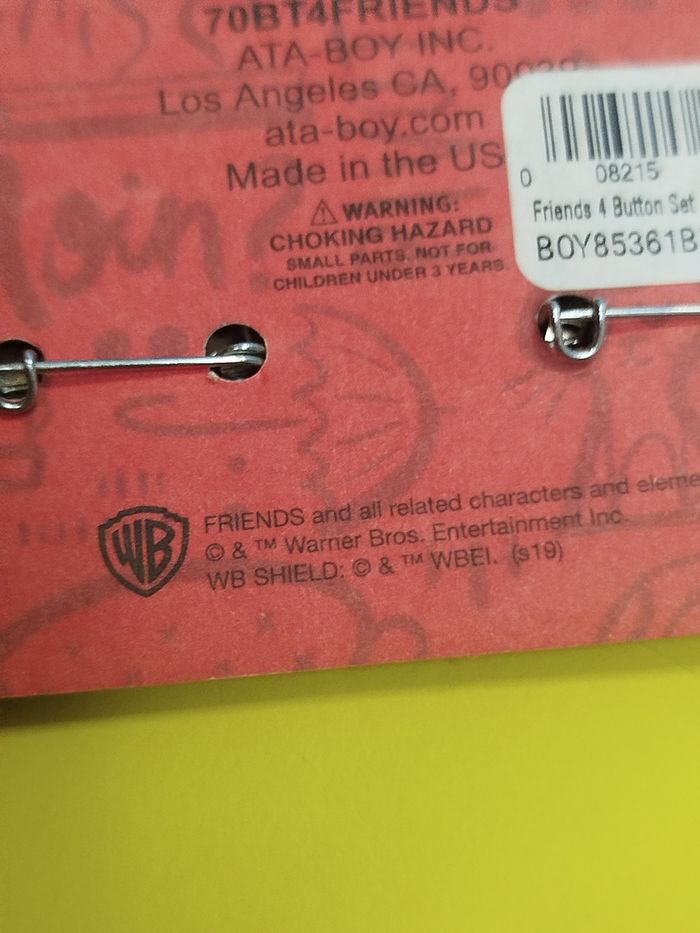 70BT4FRIENDS
ATA-BOY INC.
Los Angeles CA,
ata-boy.com
Made in the US
⚠ WARNING:
CHOKING HAZARD
SMALL PARTS. NOT FOR
CHILDREN UNDER 3 YEARS.
0 08215
Friends 4 Button Set
BOY85361B
Join?
WB
FRIENDS and all related characters and eleme
© & ™ Warner Bros. Entertainment Inc.
WB SHIELD: © & ™ WBEI. (s19)